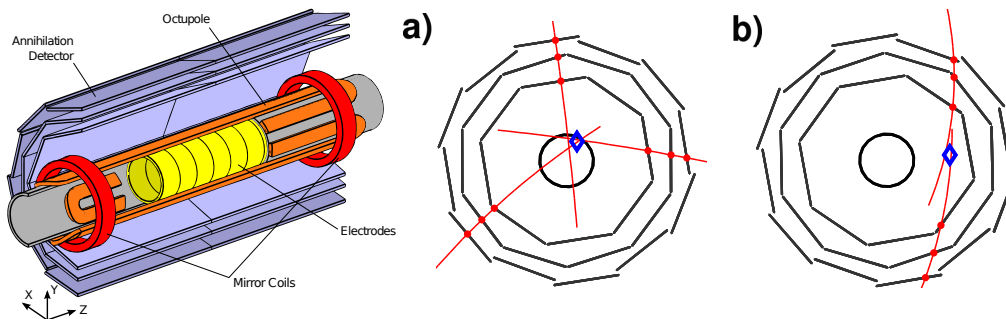 Octupole
a)
b)
Annihilation
Detector
Electrodes
Mirror Coils
X
Y
Z